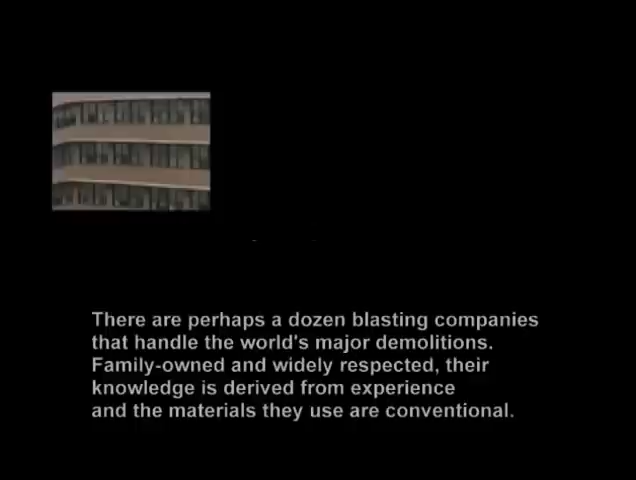 There are perhaps a dozen blasting companies
that handle the world's major demolitions.
Family-owned and widely respected, their
knowledge is derived from experience
and the materials they use are conventional.